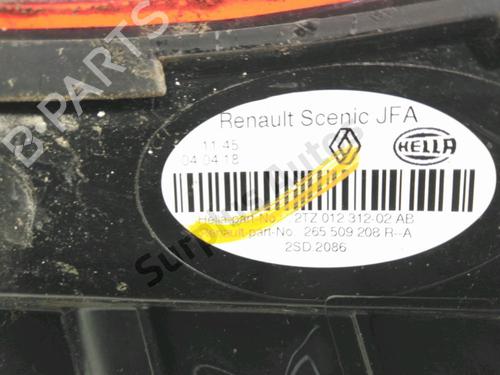 Renault Scenic JFA
11:45
04.04.18
HELLA
Hella-part-No. 2TZ 012 312-02 AB
Renault-part-No. 265 509 208 R--A
2SD.2086